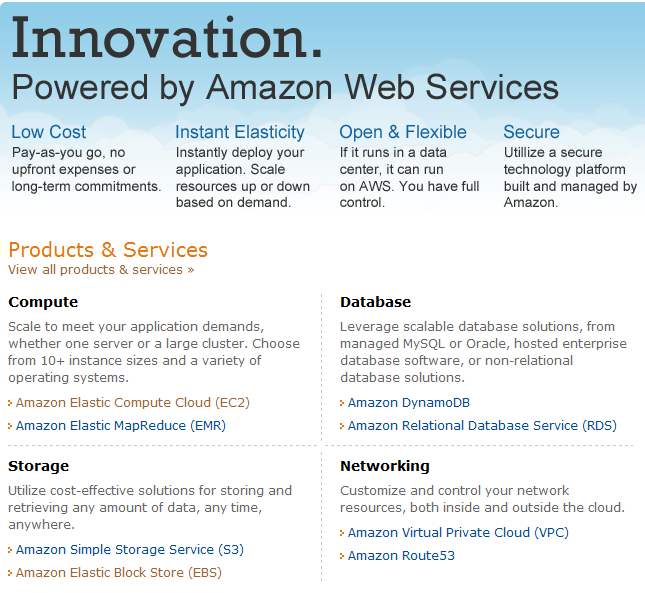 Innovation.
Powered by Amazon Web Services
Low Cost
Pay-as-you go, no
upfront expenses or
long-term commitments.
Instant Elasticity
Instantly deploy your
application. Scale
resources up or down
based on demand.
Open & Flexible
If it runs in a data
center, it can run
on AWS. You have full
control.
Secure
Utillize a secure
technology platform
built and managed by
Amazon.
Products & Services
View all products & services »
Compute
Scale to meet your application demands,
whether one server or a large cluster. Choose
from 10+ instance sizes and a variety of
operating systems.
Amazon Elastic Compute Cloud (EC2)
Amazon Elastic MapReduce (EMR)
Database
Leverage scalable database solutions, from
managed MySQL or Oracle, hosted enterprise
database software, or non-relational
database solutions.
Amazon DynamoDB
Amazon Relational Database Service (RDS)
Storage
Utilize cost-effective solutions for storing and
retrieving any amount of data, any time,
anywhere.
Amazon Simple Storage Service (S3)
Amazon Elastic Block Store (EBS)
Networking
Customize and control your network
resources, both inside and outside the cloud.
Amazon Virtual Private Cloud (VPC)
Amazon Route53